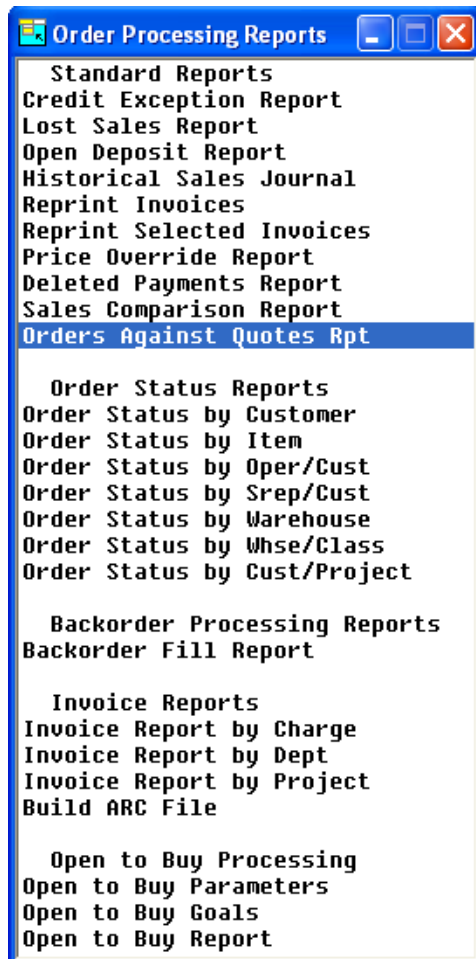 Order Processing Reports
Standard Reports
Credit Exception Report
Lost Sales Report
Open Deposit Report
Historical Sales Journal
Reprint Invoices
Reprint Selected Invoices
Price Override Report
Deleted Payments Report
Sales Comparison Report
Orders Against Quotes Rpt
Order Status Reports
Order Status by Customer
Order Status by Item
Order Status by Oper/Cust
Order Status by Srep/Cust
Order Status by Warehouse
Order Status by Whse/Class
Order Status by Cust/Project
Backorder Processing Reports
Backorder Fill Report
Invoice Reports
Invoice Report by Charge
Invoice Report by Dept
Invoice Report by Project
Build ARC File
Open to Buy Processing
Open to Buy Parameters
Open to Buy Goals
Open to Buy Report